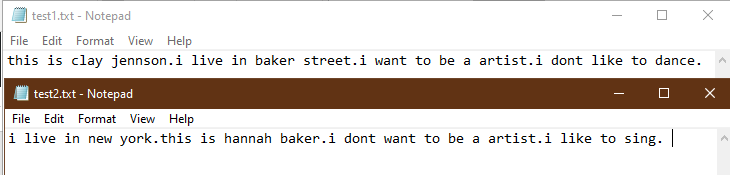 test1.txt - Notepad
File Edit Format View Help
this is clay jennson.i live in baker street.i want to be a artist.i dont like to dance.
test2.txt - Notepad
File Edit Format View Help
i live in new york.this is hannah baker.i dont want to be a artist.i like to sing.